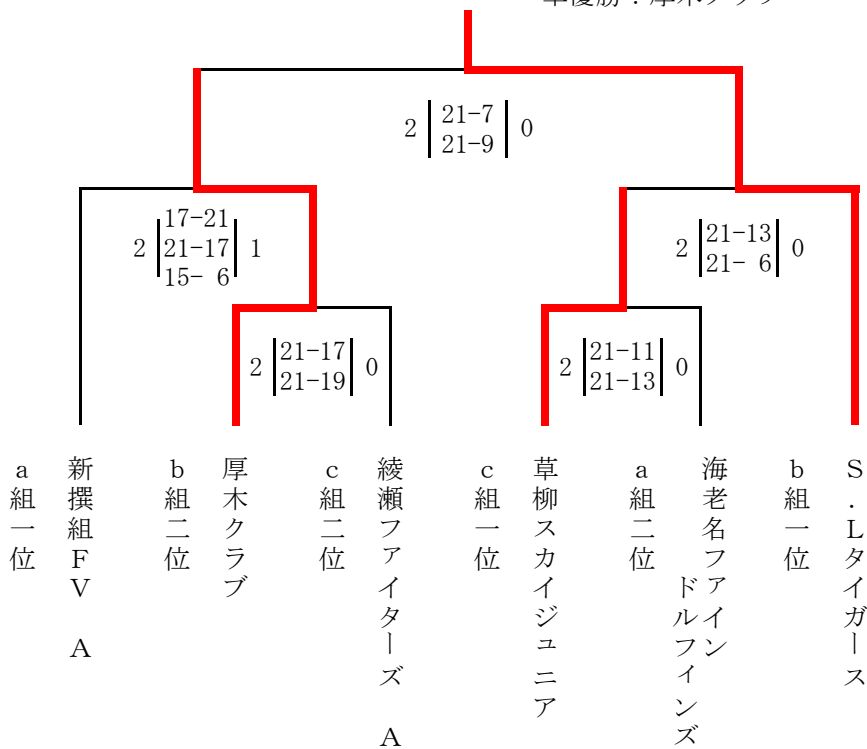 準優勝：厚木クラブ
2 21-7 0
21-9
17-21
2 21-17 1
15- 6
2 21-13 0
21- 6
2 21-17 0
21-19
2 21-11 0
21-13
a組一位
新撰組FV A
b組二位
厚木クラブ
c組二位
綾瀬ファイターズ A
c組一位
草柳スカイジュニア
a組二位
海老名ファイン
ドルフィンズ
b組一位
S.Lタイガース